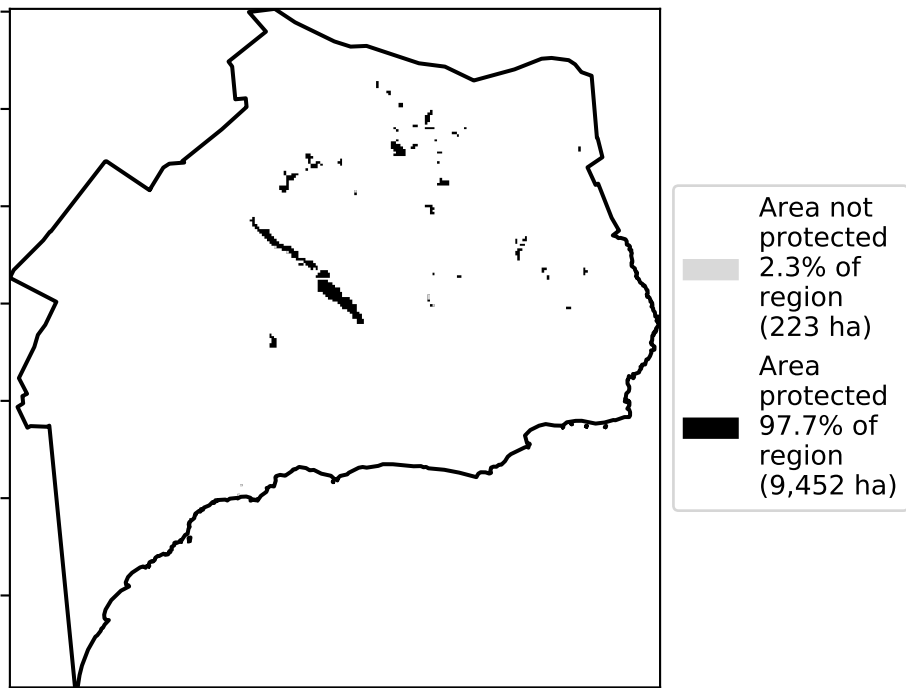 Area not
protected
2.3% of
region
(223 ha)
Area
protected
97.7% of
region
(9,452 ha)